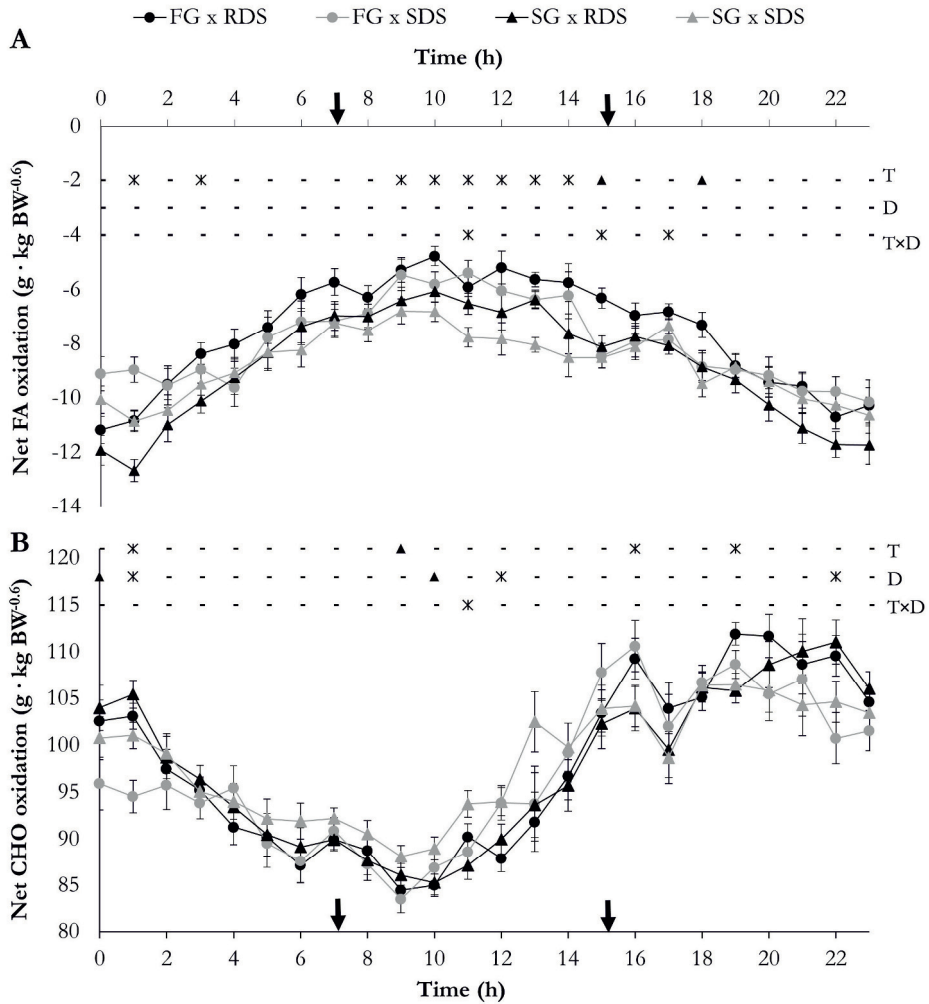 FG x RDS FG x SDS SG x RDS SG x SDS
A
Time (h)
0 2 4 6 8 10 12 14 16 18 20 22
0
-2 T
D
-4 T×D
-6
-8
-10
-12
-14
Net FA oxidation (g · kg BW-0.6)
B
120 T
D
115 T×D
110
105
100
95
90
85
80
Net CHO oxidation (g · kg BW-0.6)
0 2 4 6 8 10 12 14 16 18 20 22
Time (h)